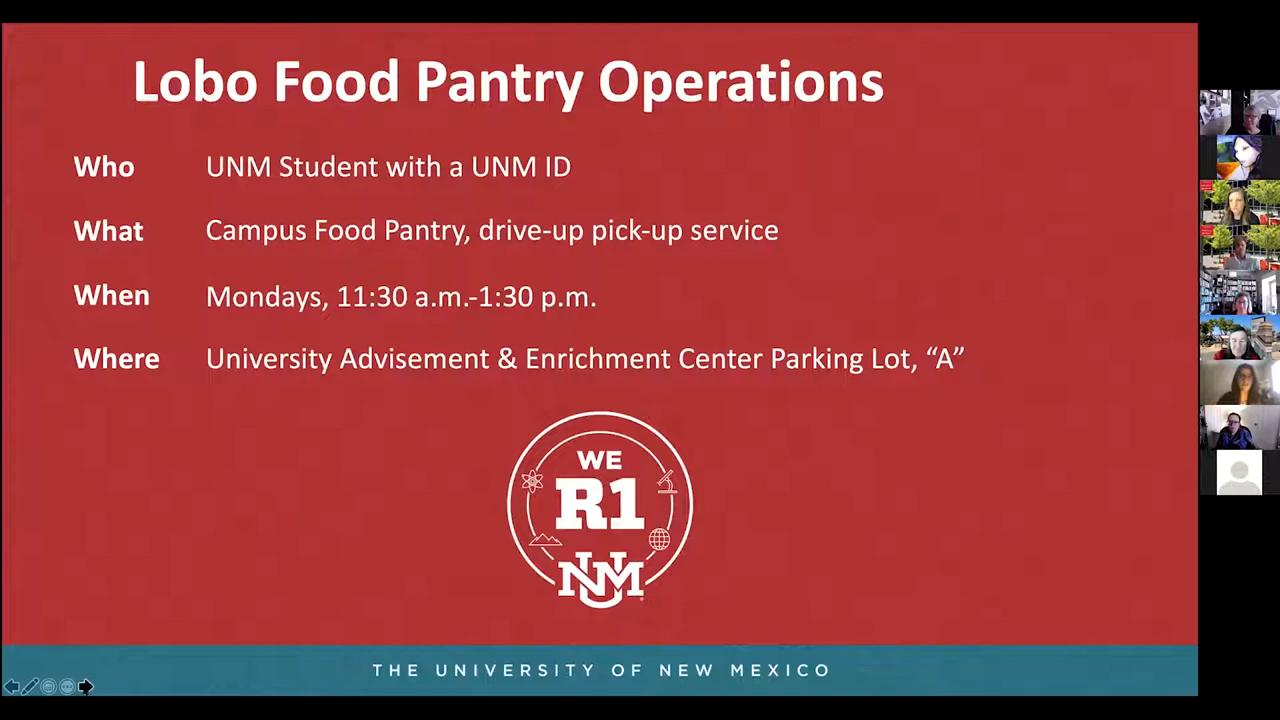 Lobo Food Pantry Operations
Who UNM Student with a UNM ID
What Campus Food Pantry, drive-up pick-up service
When Mondays, 11:30 a.m.-1:30 p.m.
Where University Advisement & Enrichment Center Parking Lot, “A”
WE
R1
UNM
THE UNIVERSITY OF NEW MEXICO